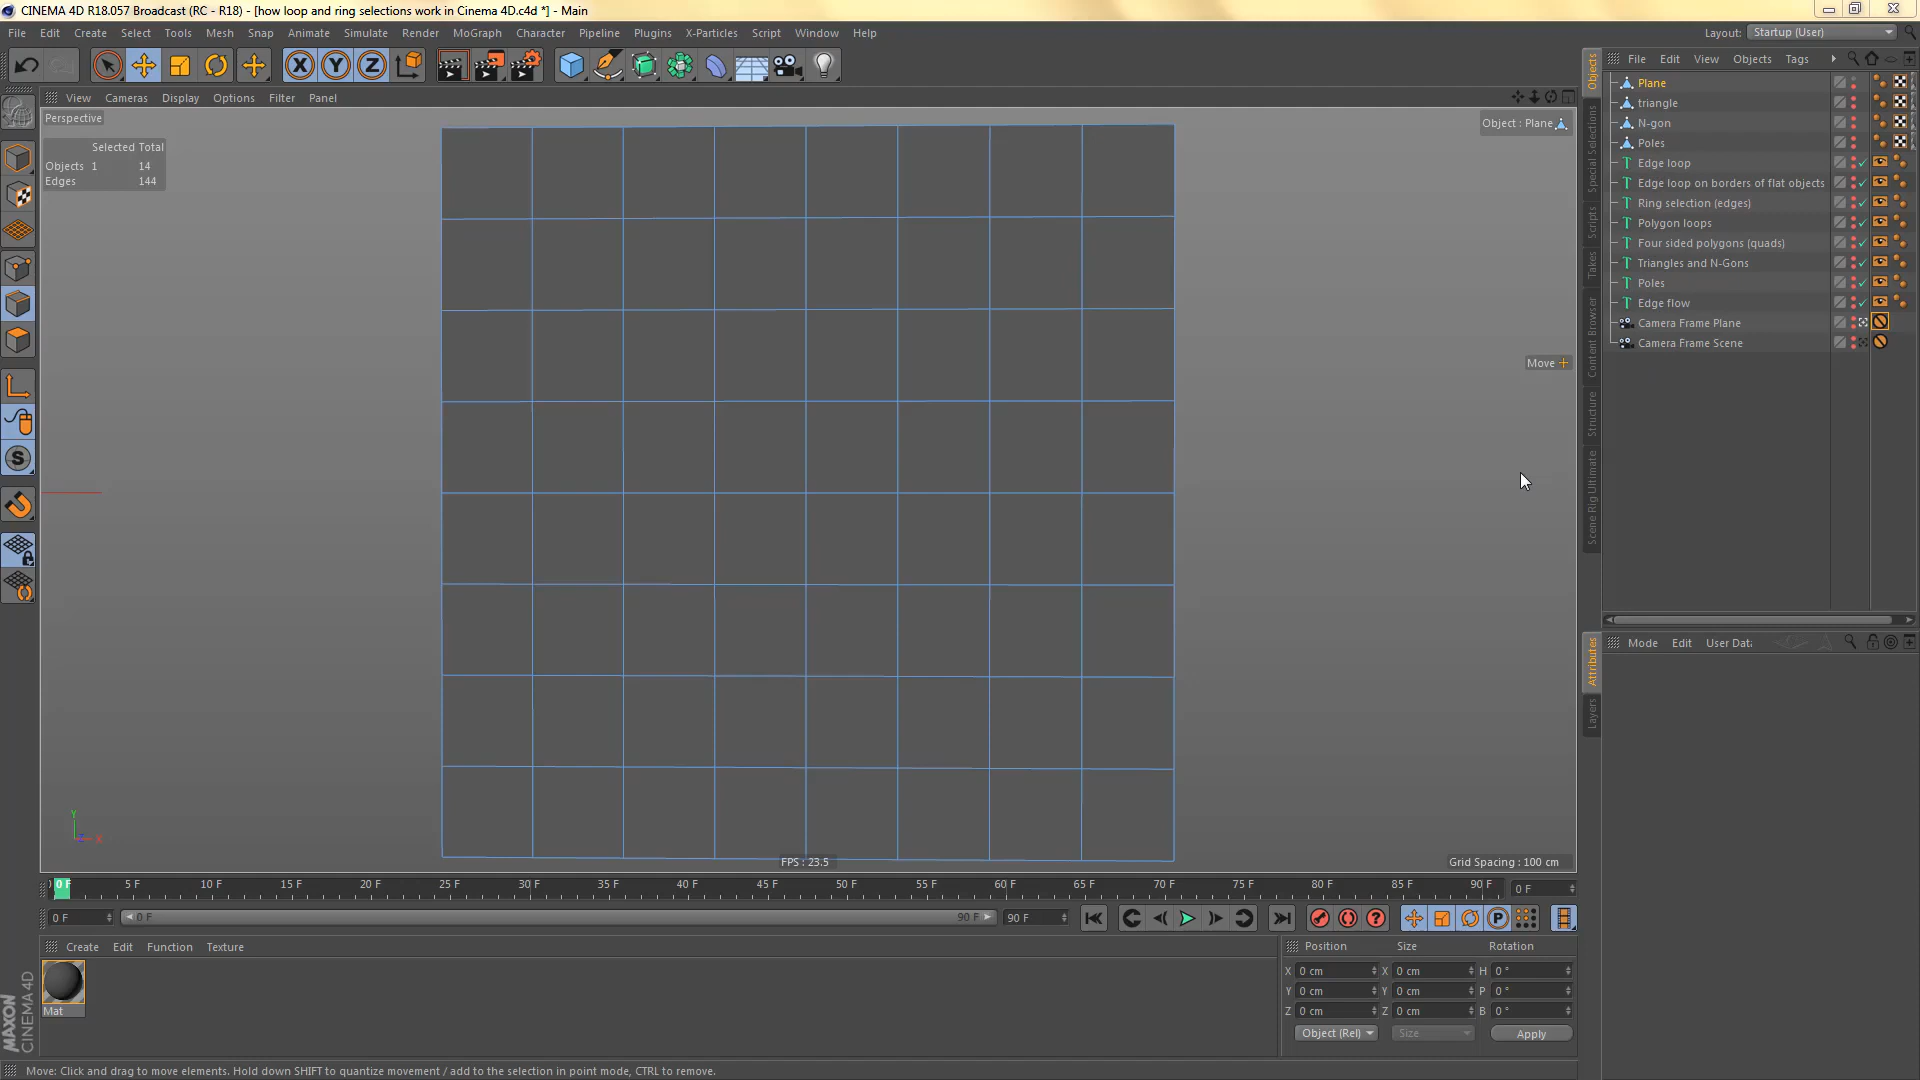 CINEMA 4D R18.057 Broadcast (RC - R18) - [how loop and ring selections work in Cinema 4D.c4d *] - Main
File Edit Create Select Tools Mesh Snap Animate Simulate Render MoGraph Character Pipeline Plugins X-Particles Script Window Help
Layout: Startup (User)
X Y Z
File Edit View Objects Tags
View Cameras Display Options Filter Panel
Perspective
Object : Plane
Selected Total
Objects 1 14
Edges 144
Move
Plane
triangle
N-gon
Poles
Edge loop
Edge loop on borders of flat objects
Ring selection (edges)
Polygon loops
Four sided polygons (quads)
Triangles and N-Gons
Poles
Edge flow
Camera Frame Plane
Camera Frame Scene
Objects
Special Selections
Scripts
Takes
Content Browser
Structure
Scene Rig Ultimate
Attributes
Layers
Mode Edit User Data
S
Y
Z X
FPS : 23.5
Grid Spacing : 100 cm
0 F 5 F 10 F 15 F 20 F 25 F 30 F 35 F 40 F 45 F 50 F 55 F 60 F 65 F 70 F 75 F 80 F 85 F 90 F 0 F
0 F 0 F 90 F 90 F ? P
Create Edit Function Texture
Mat
Position Size Rotation
X 0 cm X 0 cm H 0 °
Y 0 cm Y 0 cm P 0 °
Z 0 cm Z 0 cm B 0 °
Object (Rel) Size Apply
MAXON
CINEMA 4D
Move: Click and drag to move elements. Hold down SHIFT to quantize movement / add to the selection in point mode, CTRL to remove.